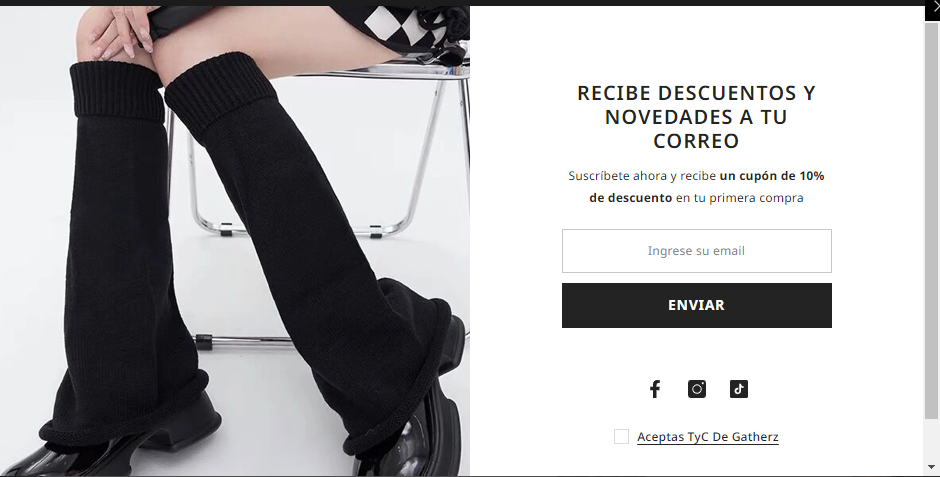 RECIBE DESCUENTOS Y
NOVEDADES A TU
CORREO
Suscríbete ahora y recibe un cupón de 10%
de descuento en tu primera compra
Ingrese su email
ENVIAR
Aceptas TyC De Gatherz